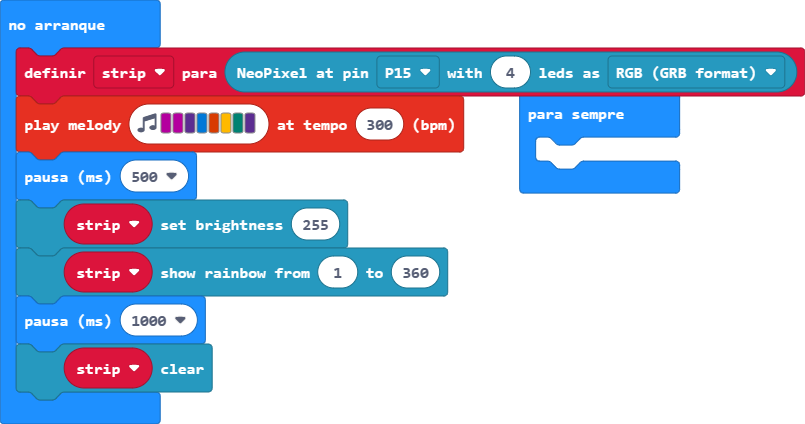 no arranque
definir strip para NeoPixel at pin P15 with 4 leds as RGB (GRB format)
play melody at tempo 300 (bpm)
para sempre
pausa (ms) 500
strip set brightness 255
strip show rainbow from 1 to 360
pausa (ms) 1000
strip clear